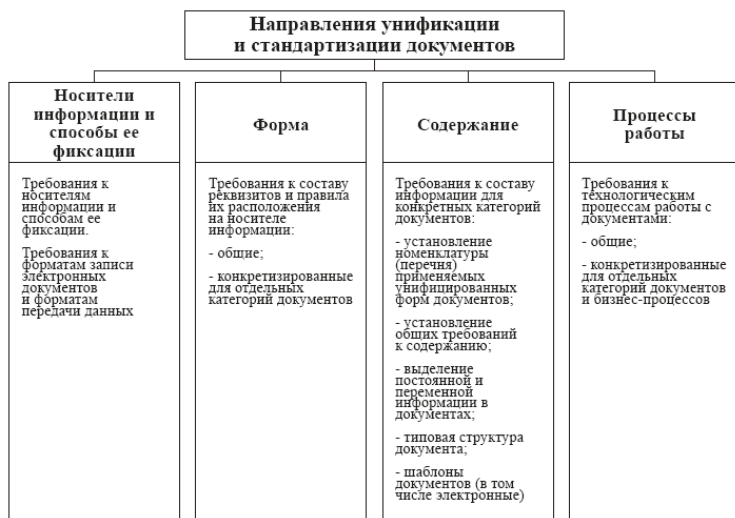 Направления унификации
и стандартизации документов
Носители
информации и
способы ее
фиксации
Требования к
носителям
информации и
способам ее
фиксации.
Требования к
форматам записи
электронных
документов
и форматам
передачи данных
Форма
Требования к составу
реквизитов и правила
их расположения
на носителе
информации:
- общие;
- конкретизированные
для отдельных
категорий документов
Содержание
Требования к составу
информации для
конкретных категорий
документов:
- установление
номенклатуры
(перечня)
применяемых
унифицированных
форм документов;
- установление
общих требований
к содержанию;
- выделение
постоянной и
переменной
информации в
документах;
- типовая структура
документа;
- шаблоны
документов (в том
числе электронные)
Процессы
работы
Требования к
технологическим
процессам работы с
документами:
- общие;
- конкретизированные
для отдельных
категорий документов
и бизнес-процессов